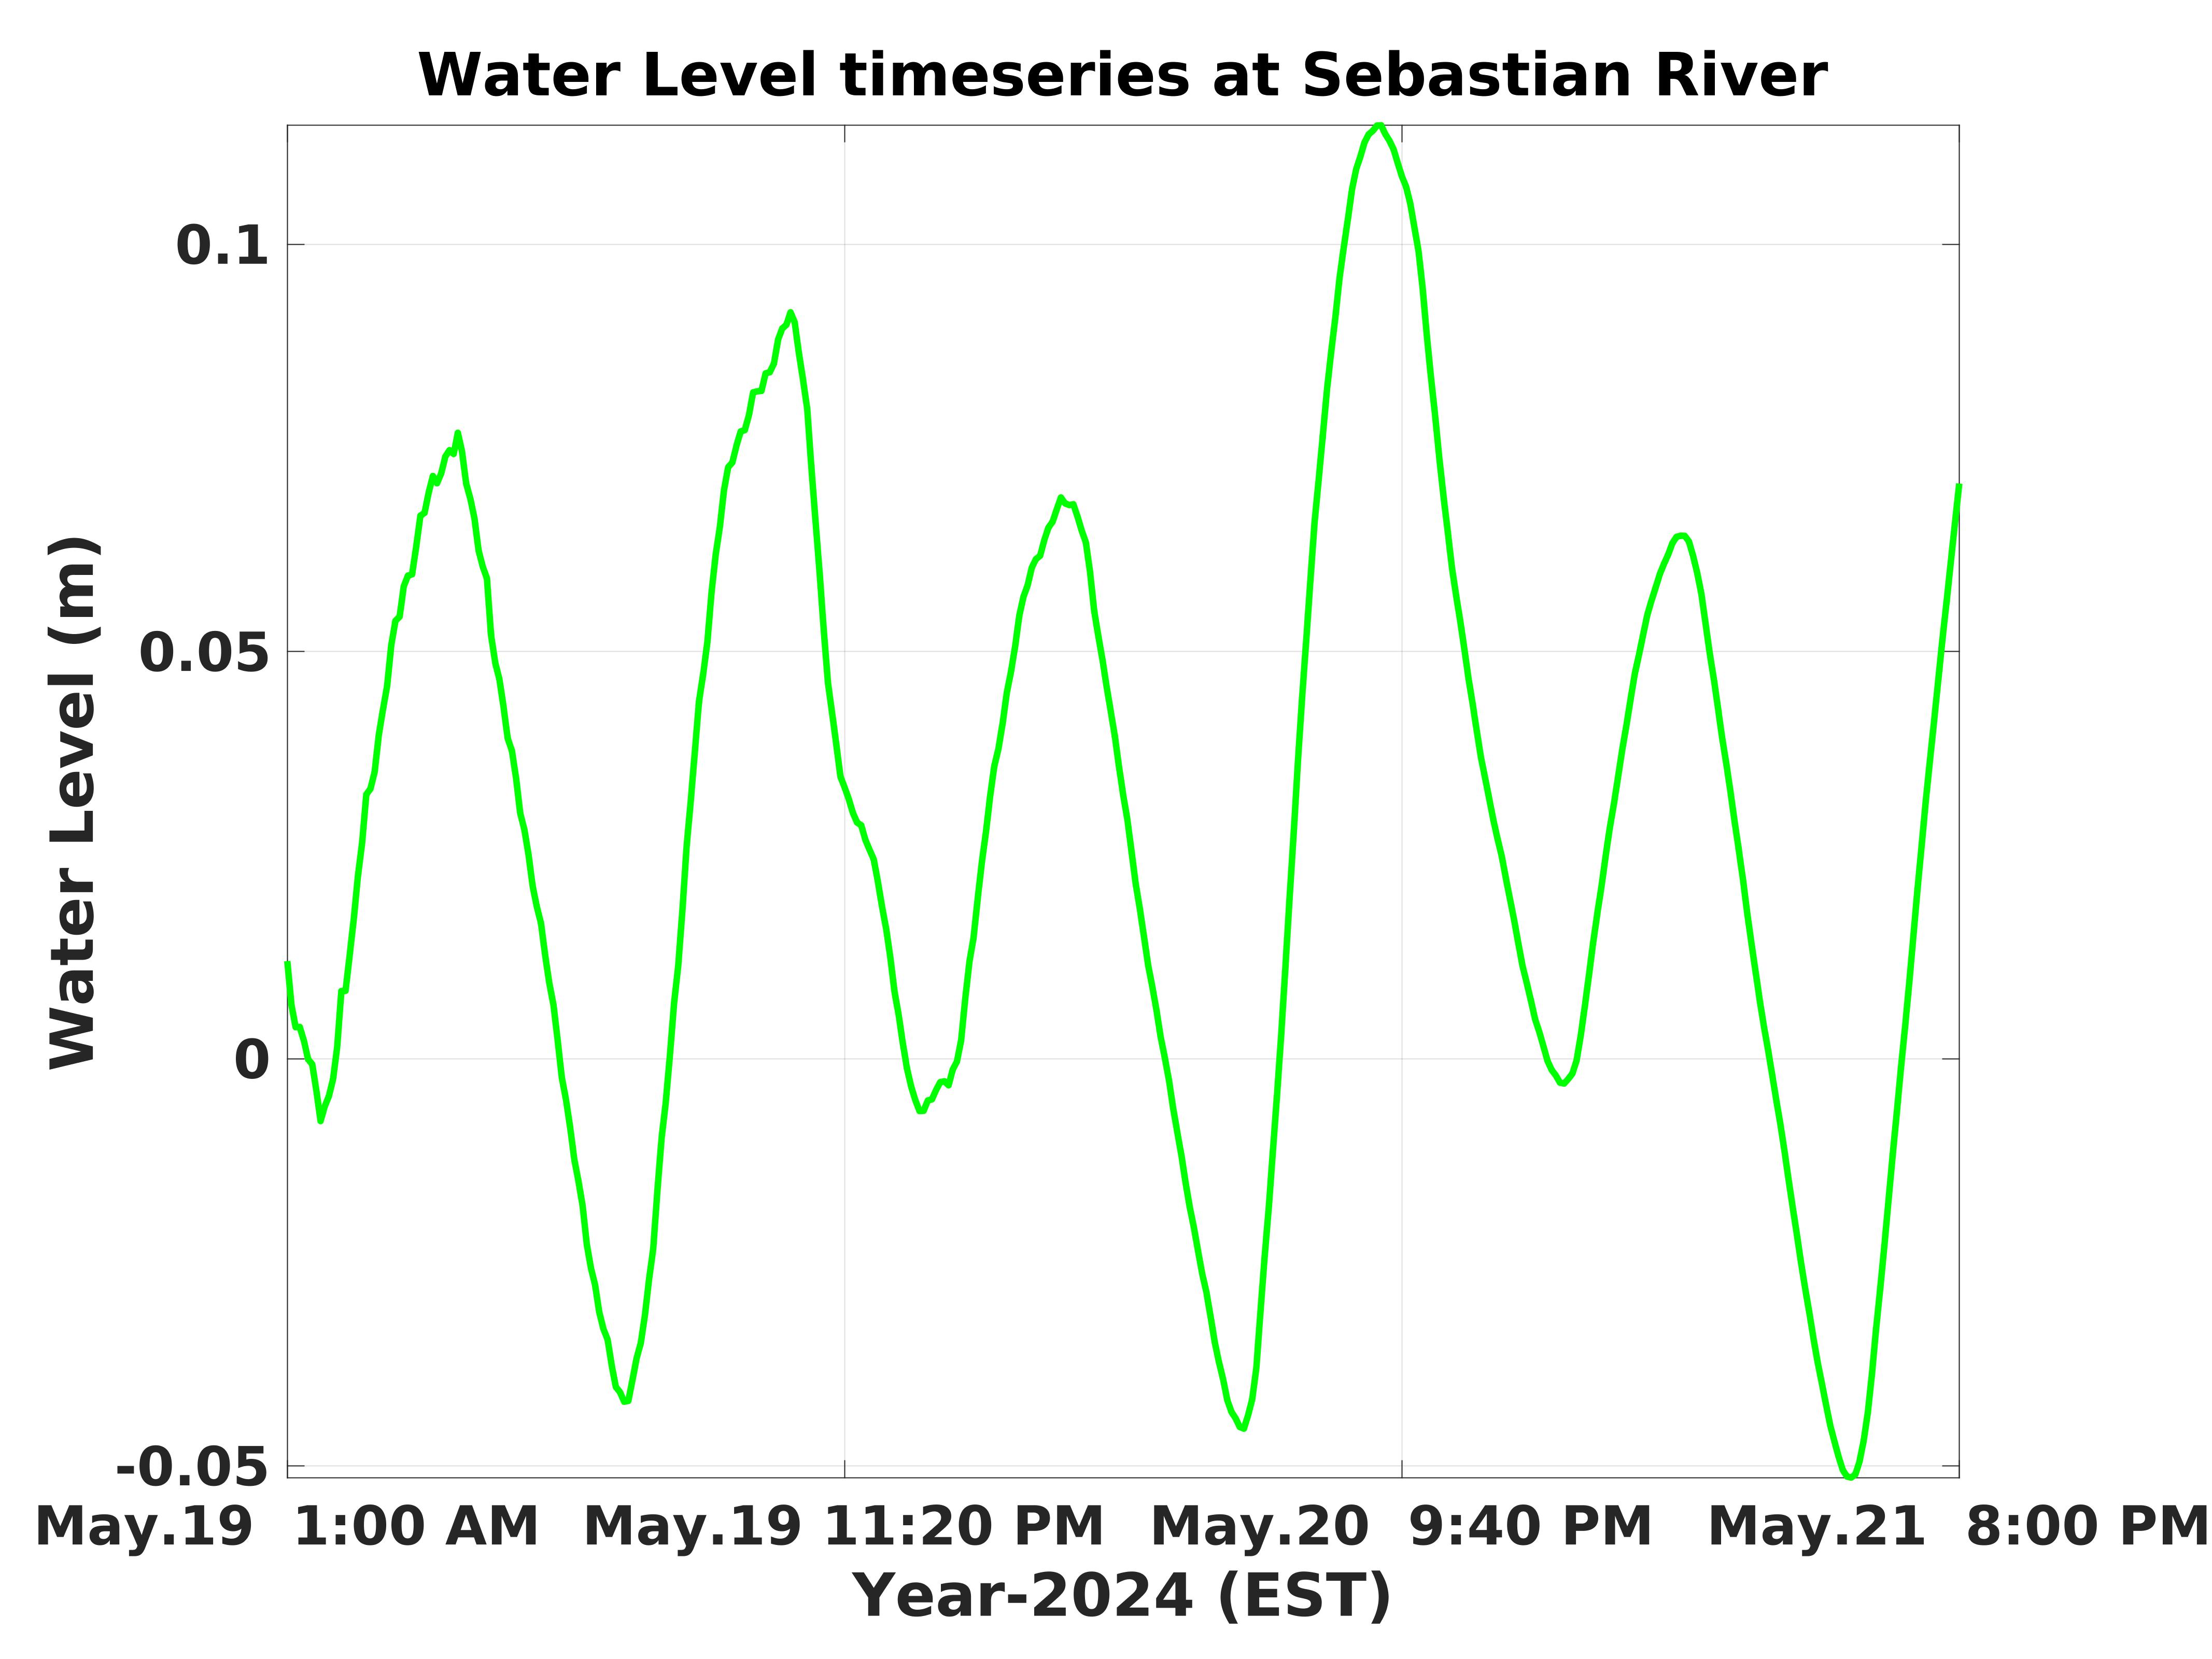 Water Level timeseries at Sebastian River
Water Level (m)
0.1
0.05
0
-0.05
May.19 1:00 AM May.19 11:20 PM May.20 9:40 PM May.21 8:00 PM
Year-2024 (EST)